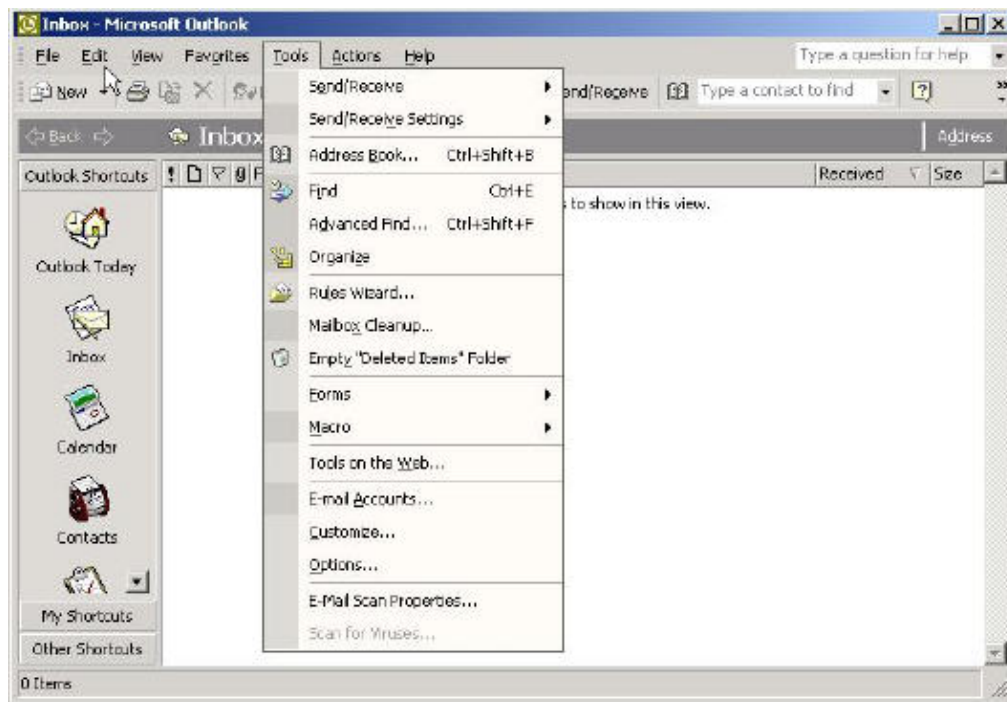 Inbox - Microsoft Outlook
File Edit View Favorites Tools Actions Help Type a question for help
New end/Receive Type a contact to find
Back Inbox Address
Outlook Shortcuts Received Size
s to show in this view.
Send/Receive
Send/Receive Settings
Address Book... Ctrl+Shift+B
Find Ctrl+E
Advanced Find... Ctrl+Shift+F
Organize
Rules Wizard...
Mailbox Cleanup...
Empty "Deleted Items" Folder
Forms
Macro
Tools on the Web...
E-mail Accounts...
Customize...
Options...
E-Mail Scan Properties...
Scan for Viruses...
Outlook Today
Inbox
Calendar
Contacts
My Shortcuts
Other Shortcuts
0 Items